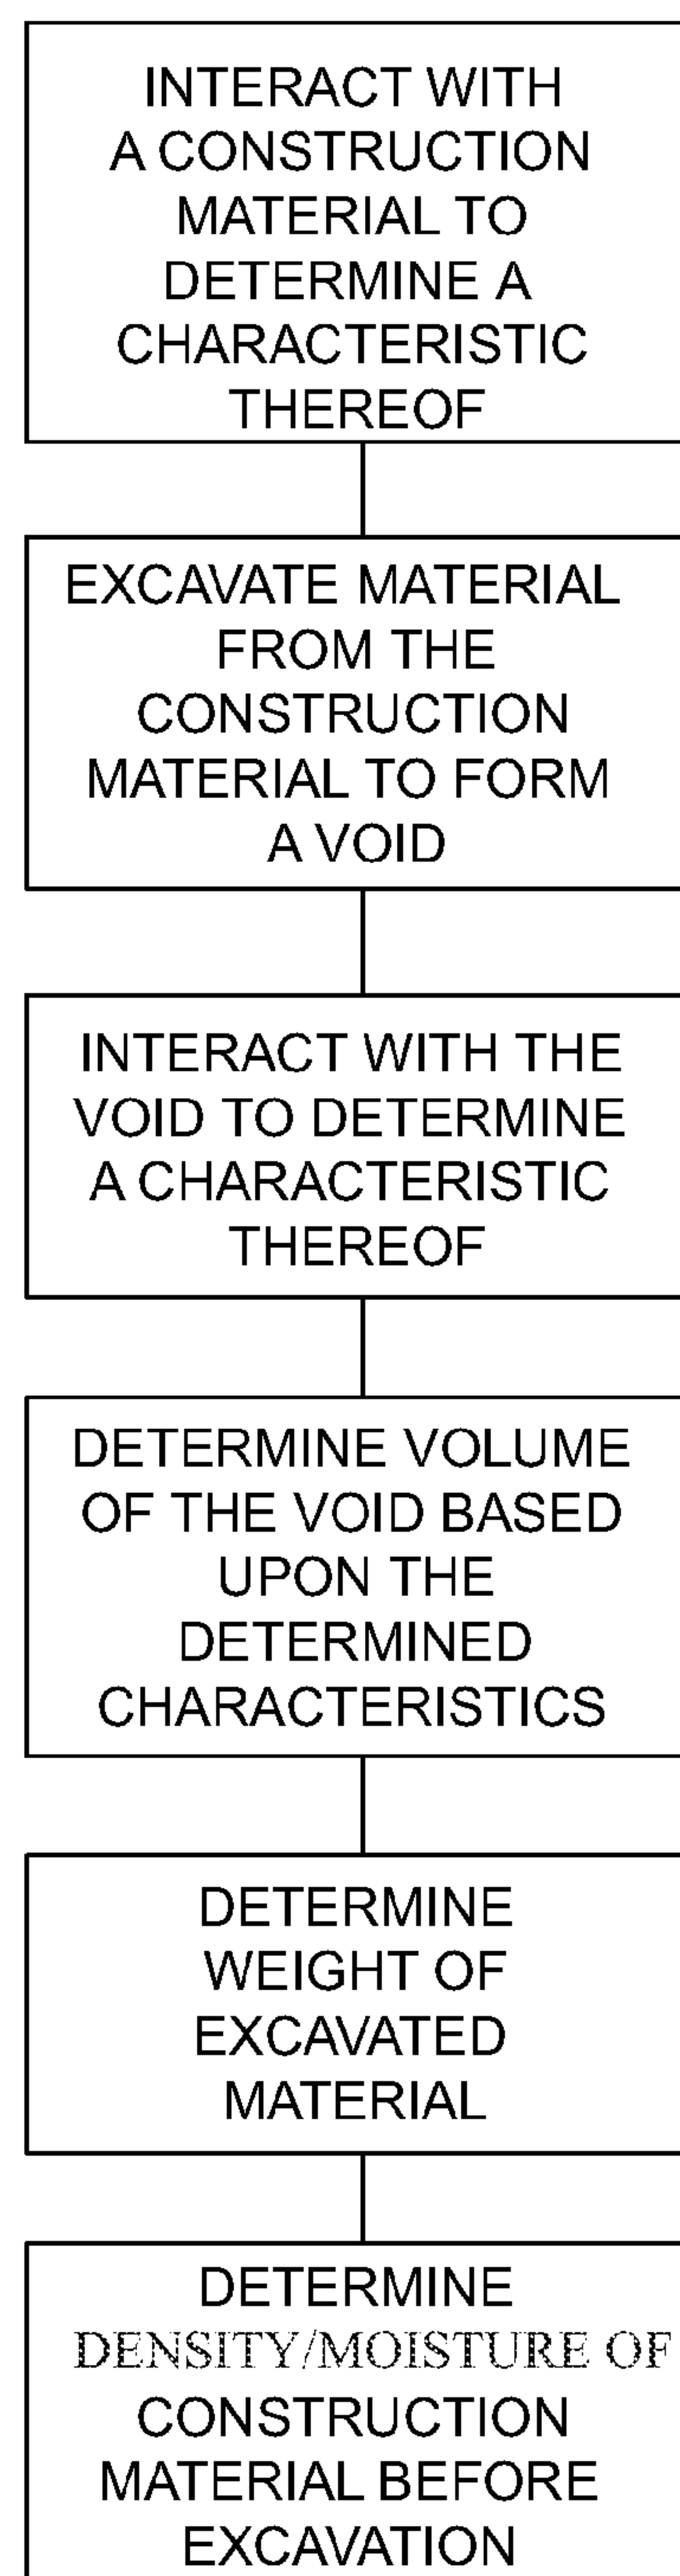 INTERACT WITH
A CONSTRUCTION
MATERIAL TO
DETERMINE A
CHARACTERISTIC
THEREOF
EXCAVATE MATERIAL
FROM THE
CONSTRUCTION
MATERIAL TO FORM
A VOID
INTERACT WITH THE
VOID TO DETERMINE
A CHARACTERISTIC
THEREOF
DETERMINE VOLUME
OF THE VOID BASED
UPON THE
DETERMINED
CHARACTERISTICS
DETERMINE
WEIGHT OF
EXCAVATED
MATERIAL
DETERMINE
DENSITY/MOISTURE OF
CONSTRUCTION
MATERIAL BEFORE
EXCAVATION